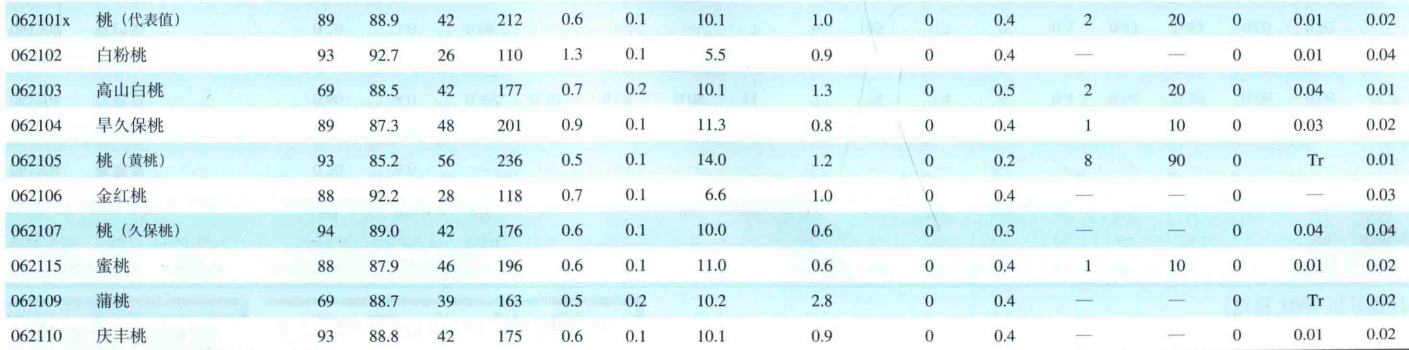 062101x 桃（代表值） 89 88.9 42 212 0.6 0.1 10.1 1.0 0 0.4 2 20 0 0.01 0.02
062102 白粉桃 93 92.7 26 110 1.3 0.1 5.5 0.9 0 0.4 — — 0 0.01 0.04
062103 高山白桃 69 88.5 42 177 0.7 0.2 10.1 1.3 0 0.5 2 20 0 0.04 0.01
062104 早久保桃 89 87.3 48 201 0.9 0.1 11.3 0.8 0 0.4 1 10 0 0.03 0.02
062105 桃（黄桃） 93 85.2 56 236 0.5 0.1 14.0 1.2 0 0.2 8 90 0 Tr 0.01
062106 金红桃 88 92.2 28 118 0.7 0.1 6.6 1.0 0 0.4 — — 0 — 0.03
062107 桃（久保桃） 94 89.0 42 176 0.6 0.1 10.0 0.6 0 0.3 — — 0 0.04 0.04
062115 蜜桃 88 87.9 46 196 0.6 0.1 11.0 0.6 0 0.4 1 10 0 0.01 0.02
062109 蒲桃 69 88.7 39 163 0.5 0.2 10.2 2.8 0 0.4 — — 0 Tr 0.02
062110 庆丰桃 93 88.8 42 175 0.6 0.1 10.1 0.9 0 0.4 — — 0 0.01 0.02